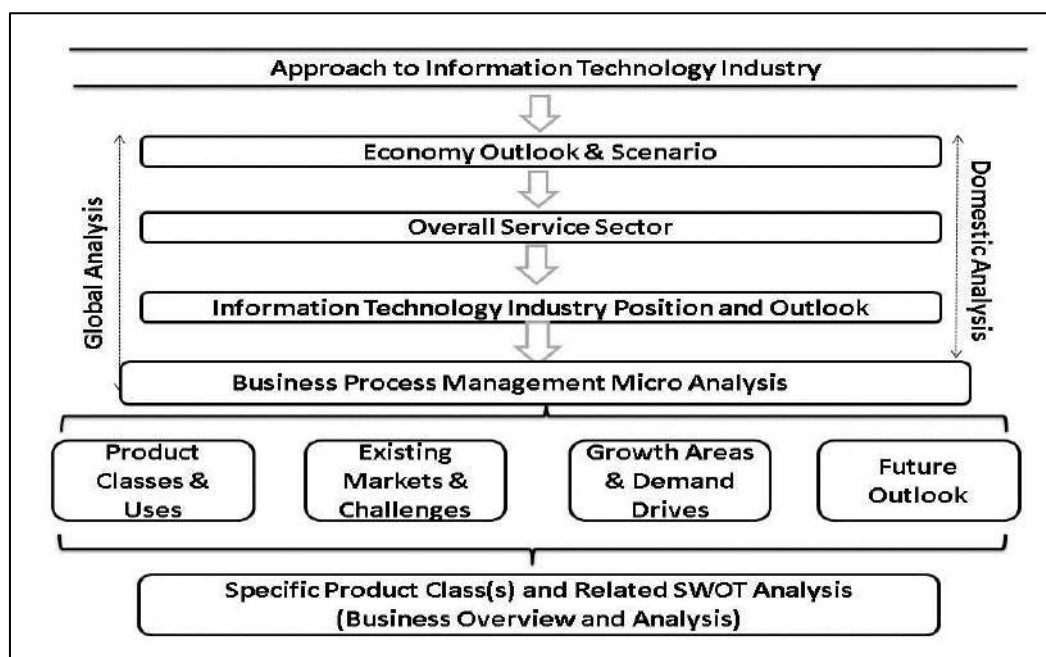 Approach to Information Technology Industry
Economy Outlook & Scenario
Overall Service Sector
Information Technology Industry Position and Outlook
Global Analysis
Domestic Analysis
Business Process Management Micro Analysis
Product
Classes &
Uses
Existing
Markets &
Challenges
Growth Areas
& Demand
Drives
Future
Outlook
Specific Product Class(s) and Related SWOT Analysis
(Business Overview and Analysis)